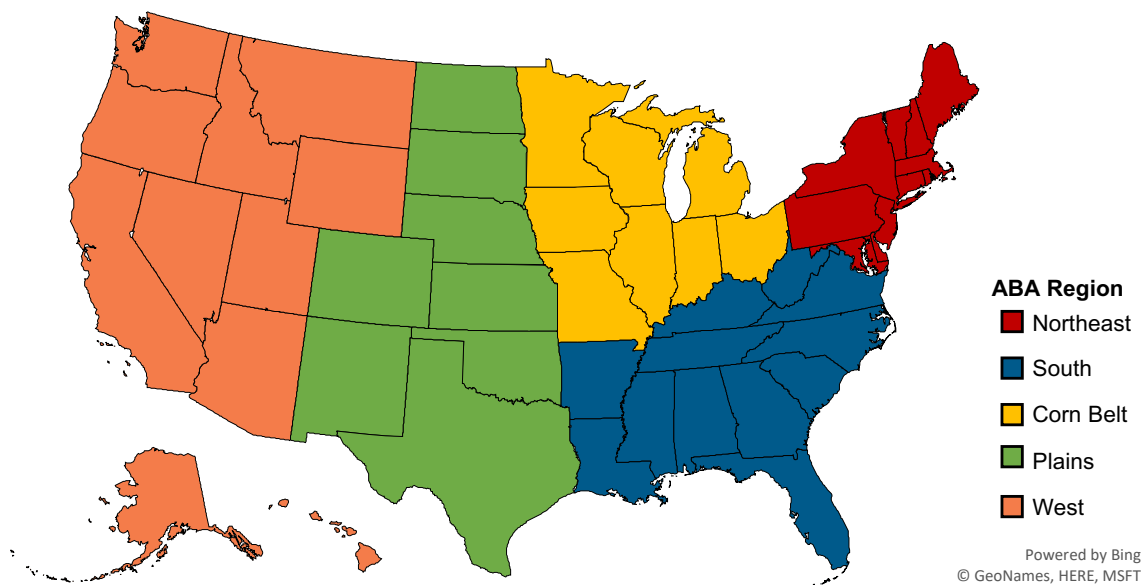 ABA Region
Northeast
South
Corn Belt
Plains
West
Powered by Bing
© GeoNames, HERE, MSFT